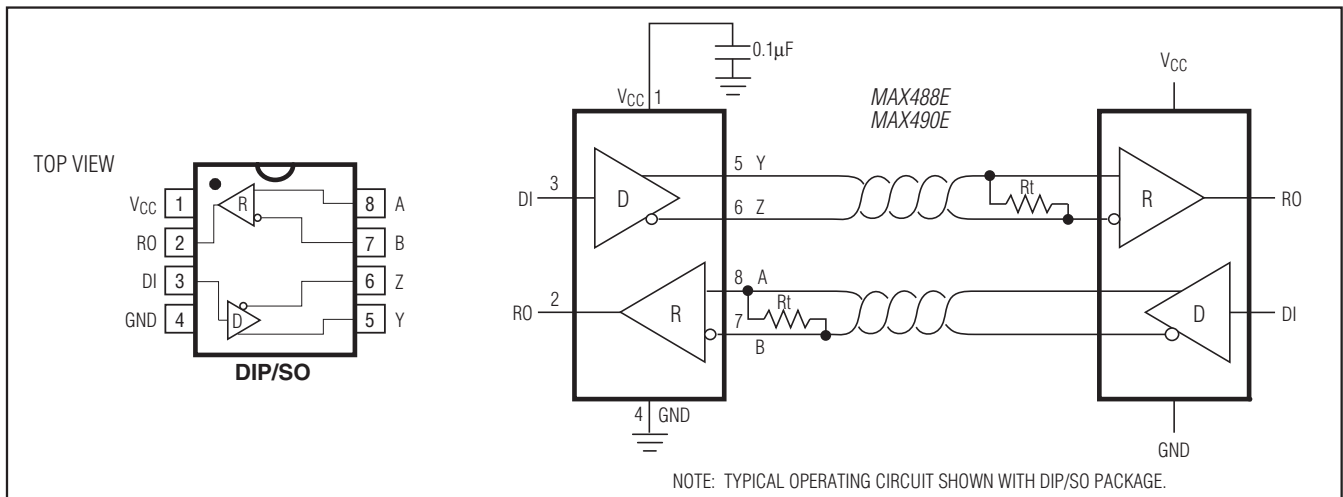 TOP VIEW
VCC 1
RO 2
DI 3
GND 4
8 A
7 B
6 Z
5 Y
R
D
DIP/SO
0.1μF
VCC 1
MAX488E
MAX490E
VCC
DI 3
D
5 Y
6 Z
Rt
R
RO
RO 2
R
8 A
7 B
Rt
D
DI
4 GND
GND
NOTE: TYPICAL OPERATING CIRCUIT SHOWN WITH DIP/SO PACKAGE.